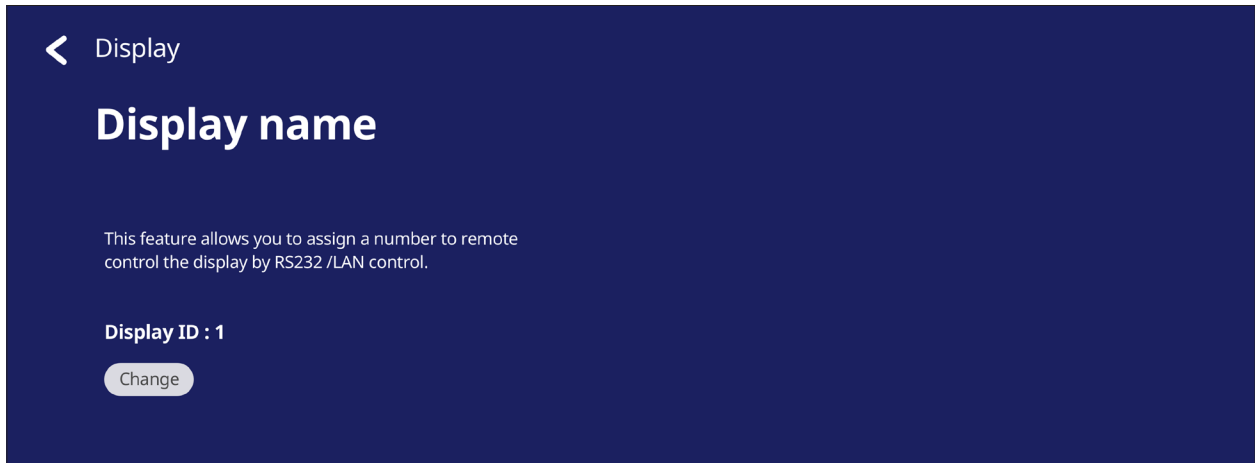 Display
Display name
This feature allows you to assign a number to remote
control the display by RS232 /LAN control.
Display ID : 1
Change